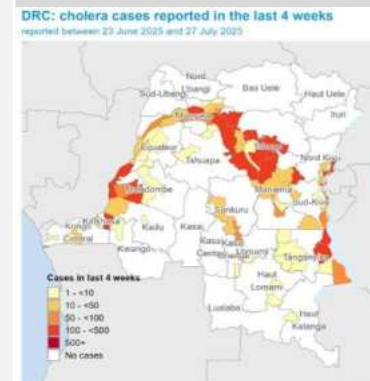 DRC: cholera cases reported in the last 4 weeks
reported between 23 June 2025 and 27 July 2025
Nord
Ubangi
Sud-Ubangi
Bas Uele
Haut Uele
Ituri
Equateur
Tshuapa
Nord Kivu
Maniema
Sud-Kivu
Sankuru
Kinshasa
Kongo
Central
Kwango
Kasai
Lomami
Tanganyika
Haut
Lomami
Lualaba
Haut
Katanga
Cases in last 4 weeks
1 - <10
10 - <50
50 - <100
100 - <500
500+
No cases